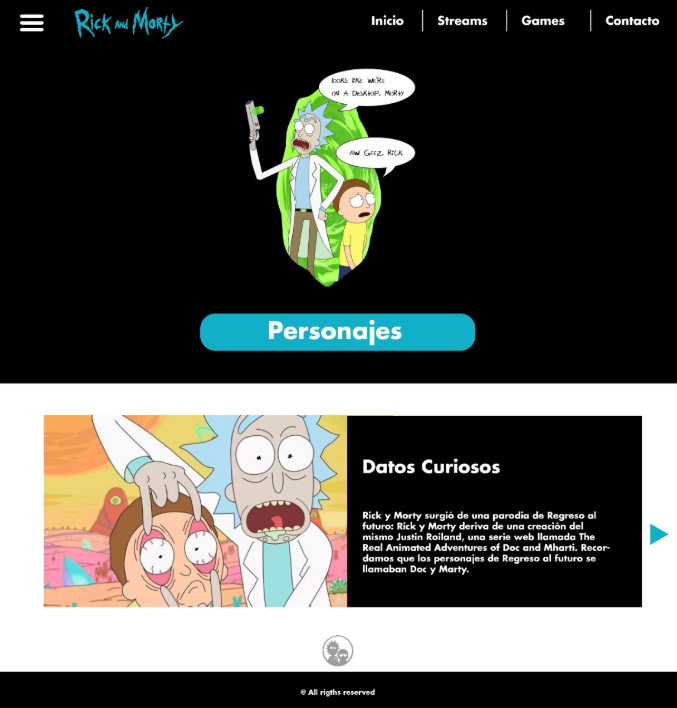 Rick and Morty
Inicio
Streams
Games
Contacto
LOOKS LIKE WE'RE
ON A DESKTOP, MORTY
AW GEEZ, RICK
Personajes
Datos Curiosos
Rick y Morty surgió de una parodia de Regreso al
futuro: Rick y Morty deriva de una creación del
mismo Justin Roiland, una serie web llamada The
Real Animated Adventures of Doc and Mharti. Recor-
damos que los personajes de Regreso al futuro se
llamaban Doc y Marty.
© All rigths reserved